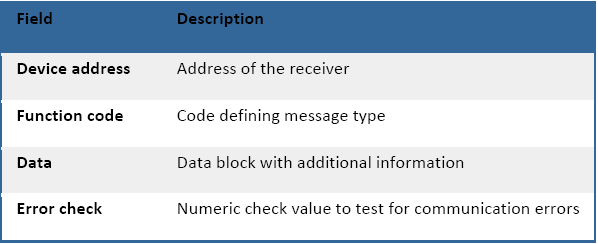 Field Description
Device address Address of the receiver
Function code Code defining message type
Data Data block with additional information
Error check Numeric check value to test for communication errors